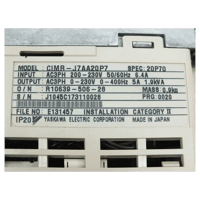 MODEL CIMR-J7AA20P7 SPEC: 20P70
INPUT AC3PH 200-230V 50/60Hz 6.4A
OUTPUT AC3PH 0-230V 0-400Hz 5A 1.9kVA
O/N R10639-506-28 MASS 0.9kg
S/N J1045C173110028 PRG: 0020
FILE NO E131457 INSTALLATION CATEGORY II
IP20 YASKAWA ELECTRIC CORPORATION MADE IN JAPAN